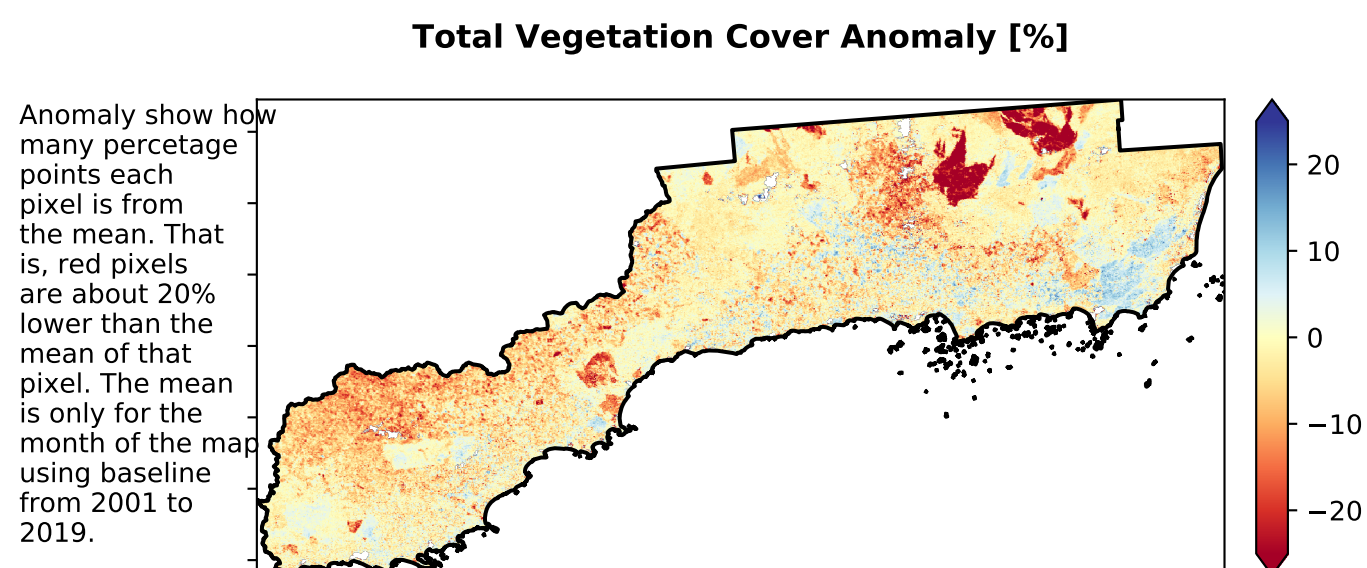 Total Vegetation Cover Anomaly [%]
Anomaly show how
many percetage
points each
pixel is from
the mean. That
is, red pixels
are about 20%
lower than the
mean of that
pixel. The mean
is only for the
month of the map
using baseline
from 2001 to
2019.
20
10
0
−10
−20